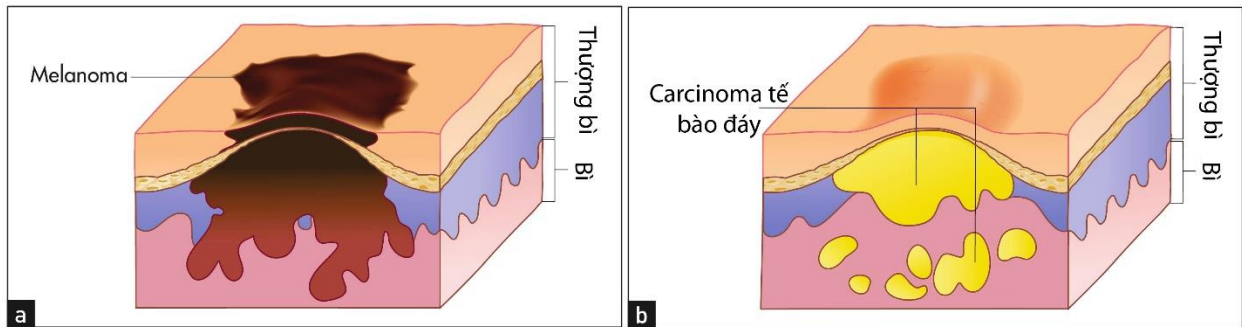 Melanoma
Thượng bì
Bì
a
Carcinoma tế
bào đáy
Thượng bì
Bì
b